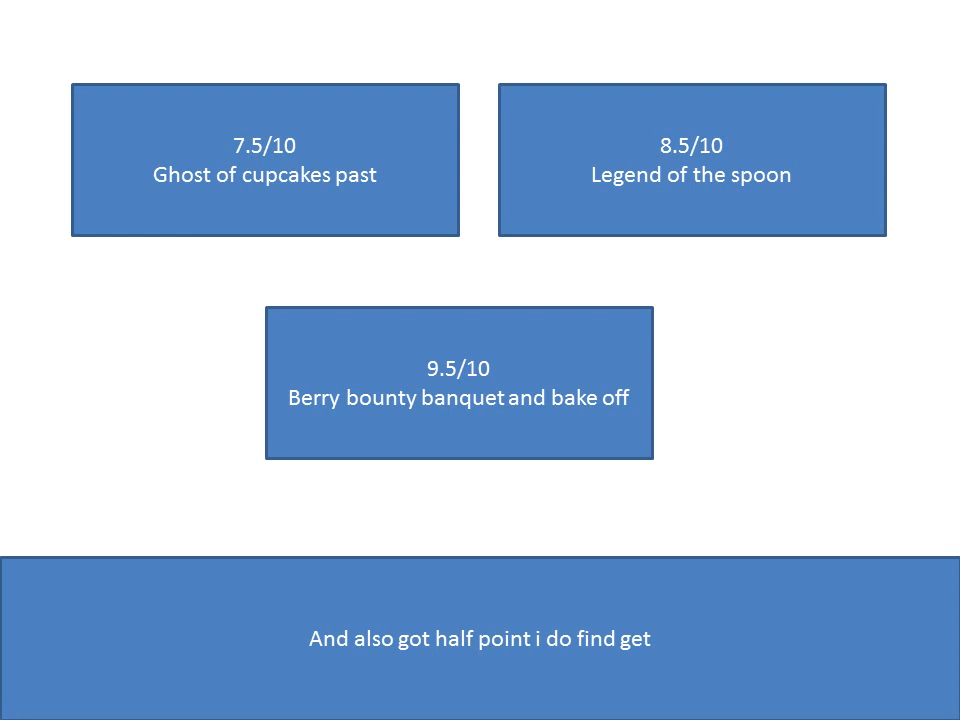 7.5/10
Ghost of cupcakes past
8.5/10
Legend of the spoon
9.5/10
Berry bounty banquet and bake off
And also got half point i do find get